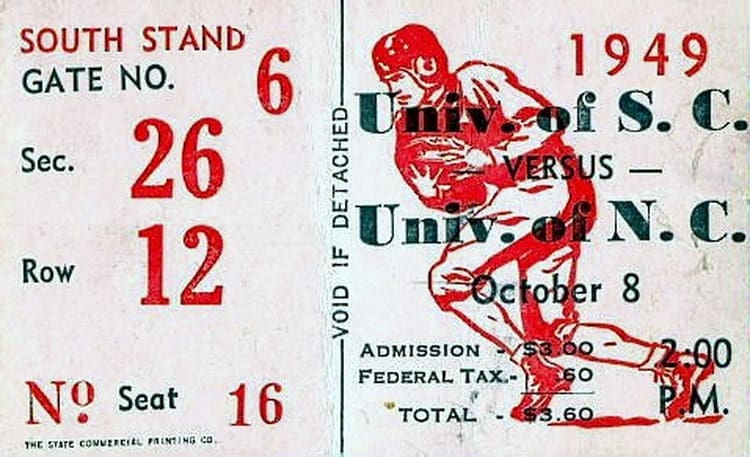 SOUTH STAND
GATE NO. 6
Sec. 26
Row 12
Nº Seat 16
THE STATE COMMERCIAL PRINTING CO.
VOID IF DETACHED
1949
Univ. of S. C.
— VERSUS —
Univ. of N. C.
October 8
2:00 P.M.
ADMISSION - $3.00
FEDERAL TAX.- .60
TOTAL - $3.60